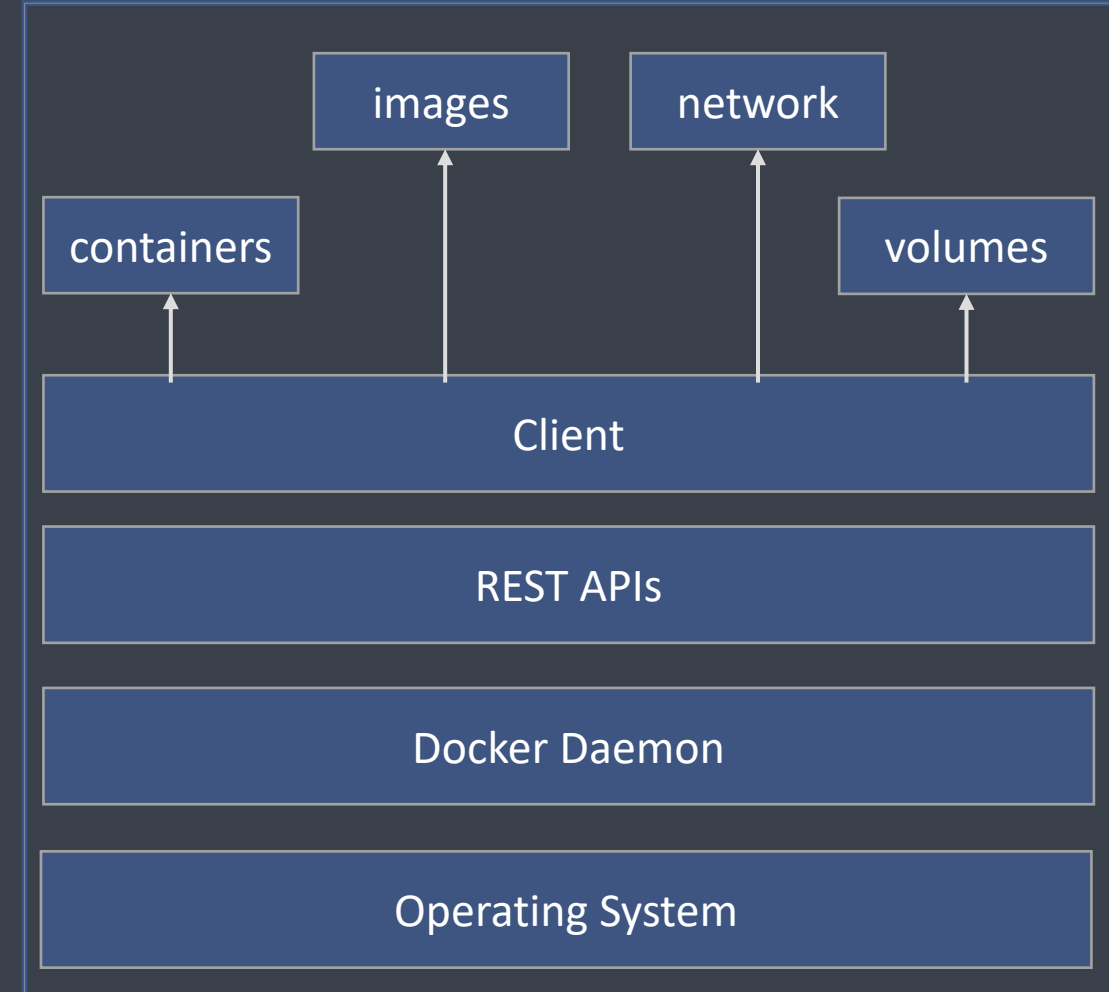 images
network
containers
volumes
Client
REST APIs
Docker Daemon
Operating System